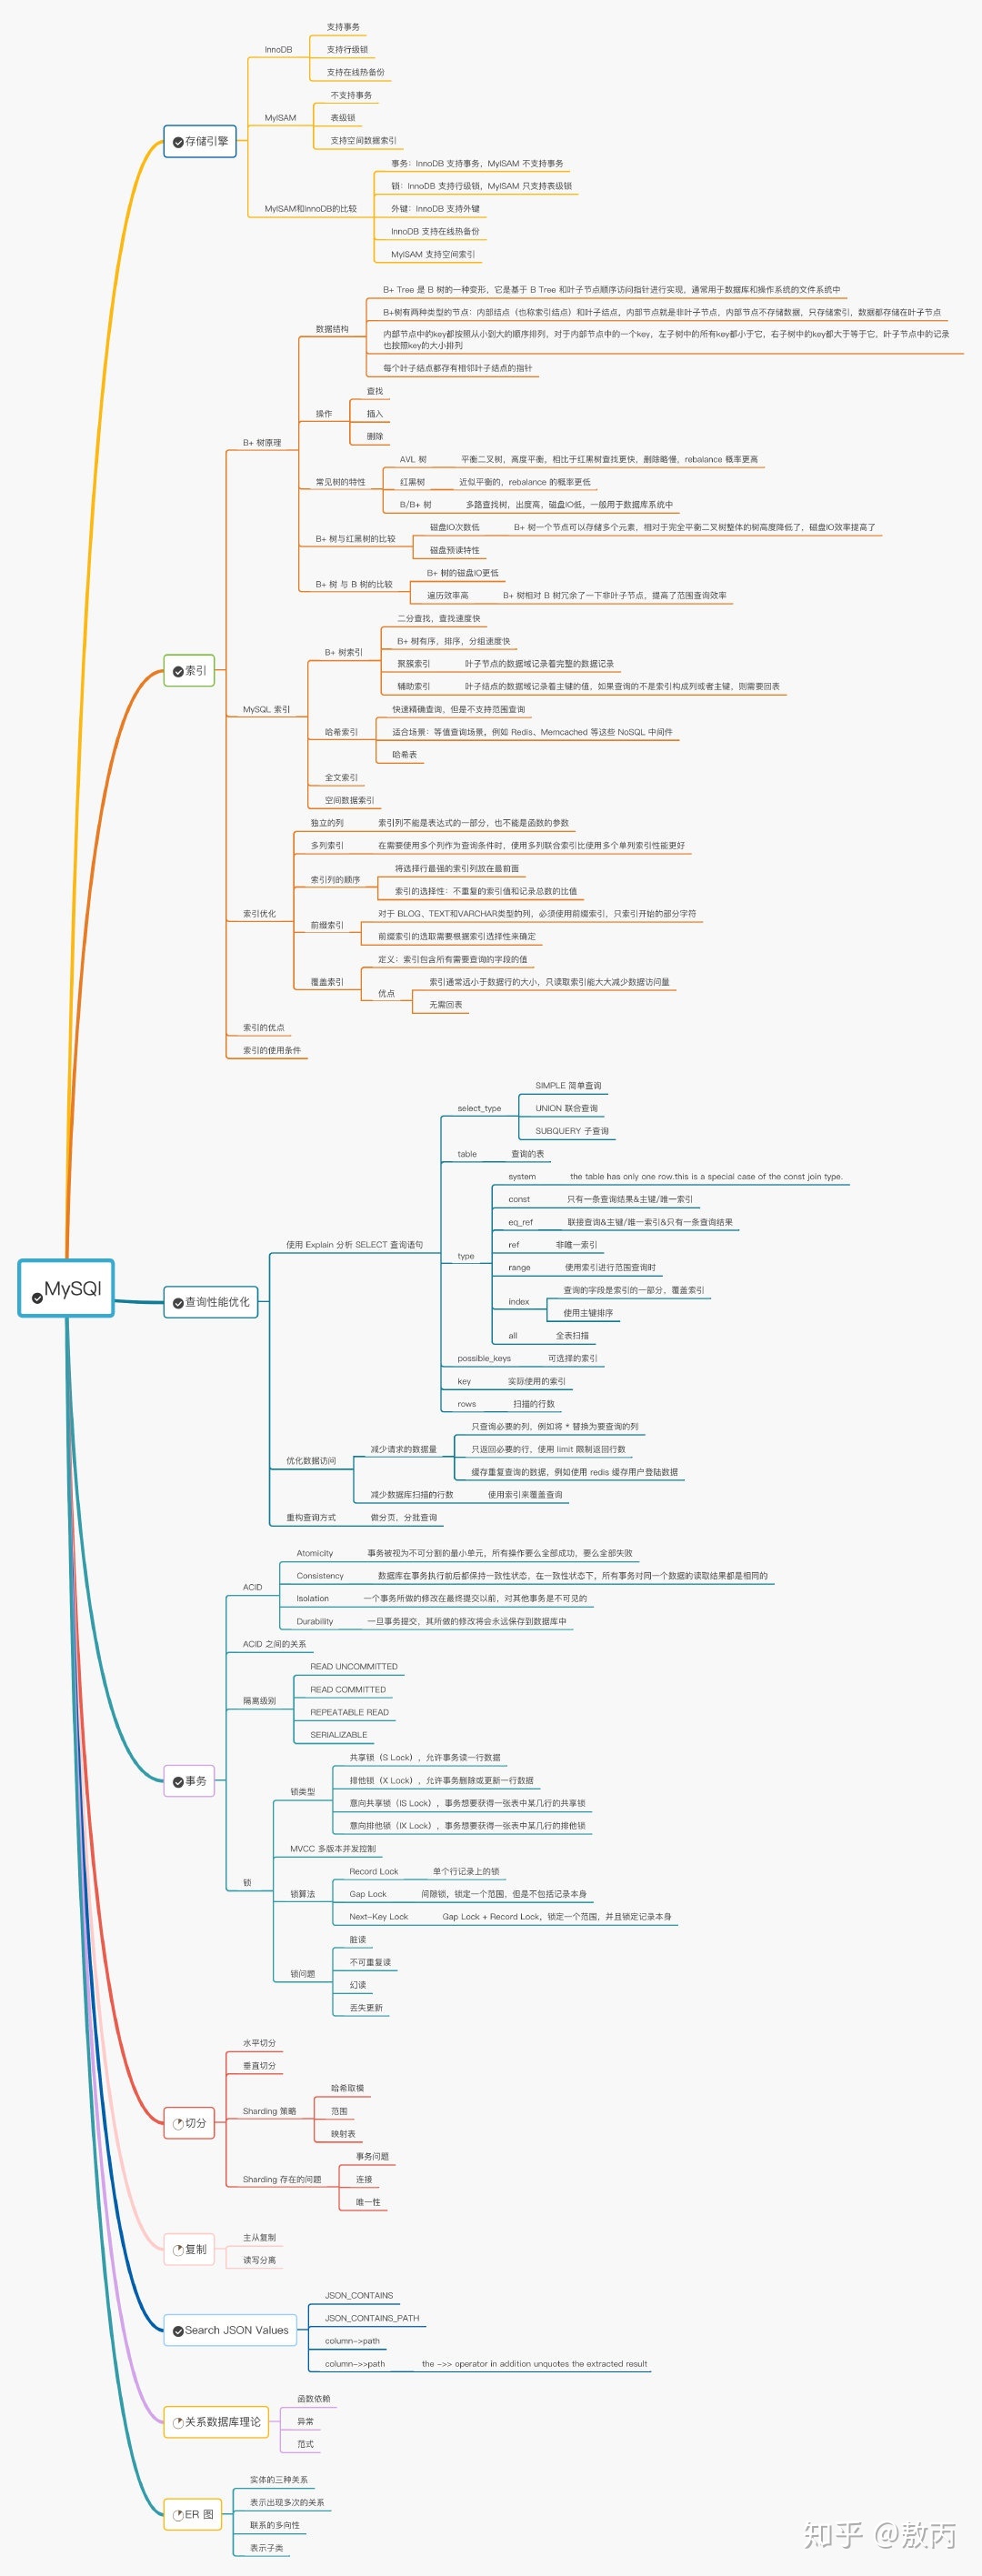 MySQl
存储引擎
InnoDB
支持事务
支持行级锁
支持在线热备份
MyISAM
不支持事务
表级锁
支持空间数据索引
MyISAM和InnoDB的比较
事务：InnoDB 支持事务，MyISAM 不支持事务
锁：InnoDB 支持行级锁，MyISAM 只支持表级锁
外键：InnoDB 支持外键
InnoDB 支持在线热备份
MyISAM 支持空间索引
索引
B+ 树原理
数据结构
B+ Tree 是 B 树的一种变形，它是基于 B Tree 和叶子节点顺序访问指针进行实现，通常用于数据库和操作系统的文件系统中
B+树有两种类型的节点：内部结点（也称索引结点）和叶子结点，内部节点就是非叶子节点，内部节点不存储数据，只存储索引，数据都存储在叶子节点
内部节点中的key都按照从小到大的顺序排列，对于内部节点中的一个key，左子树中的所有key都小于它，右子树中的key都大于等于它，叶子节点中的记录
也按照key的大小排列
每个叶子结点都存有相邻叶子结点的指针
操作
查找
插入
删除
常见树的特性
AVL 树
平衡二叉树，高度平衡，相比于红黑树查找更快，删除略慢，rebalance 概率更高
红黑树
近似平衡的，rebalance 的概率更低
B/B+ 树
多路查找树，出度高，磁盘IO低，一般用于数据库系统中
B+ 树与红黑树的比较
磁盘IO次数低
B+ 树一个节点可以存储多个元素，相对于完全平衡二叉树整体的树高度降低了，磁盘IO效率提高了
磁盘预读特性
B+ 树 与 B 树的比较
B+ 树的磁盘IO更低
遍历效率高
B+ 树相对 B 树冗余了一下非叶子节点，提高了范围查询效率
MySQL 索引
B+ 树索引
二分查找，查找速度快
B+ 树有序，排序，分组速度快
聚簇索引
叶子节点的数据域记录着完整的数据记录
辅助索引
叶子结点的数据域记录着主键的值，如果查询的不是索引构成列或者主键，则需要回表
哈希索引
快速精确查询，但是不支持范围查询
适合场景：等值查询场景，例如 Redis、Memcached 等这些 NoSQL 中间件
哈希表
全文索引
空间数据索引
索引优化
独立的列
索引列不能是表达式的一部分，也不能是函数的参数
多列索引
在需要使用多个列作为查询条件时，使用多列联合索引比使用多个单列索引性能更好
索引列的顺序
将选择行最强的索引列放在最前面
索引的选择性：不重复的索引值和记录总数的比值
前缀索引
对于 BLOG、TEXT和VARCHAR类型的列，必须使用前缀索引，只索引开始的部分字符
前缀索引的选取需要根据索引选择性来确定
覆盖索引
定义：索引包含所有需要查询的字段的值
优点
索引通常远小于数据行的大小，只读取索引能大大减少数据访问量
无需回表
索引的优点
索引的使用条件
查询性能优化
使用 Explain 分析 SELECT 查询语句
select_type
SIMPLE 简单查询
UNION 联合查询
SUBQUERY 子查询
table
查询的表
type
system
the table has only one row.this is a special case of the const join type.
const
只有一条查询结果&主键/唯一索引
eq_ref
联接查询&主键/唯一索引&只有一条查询结果
ref
非唯一索引
range
使用索引进行范围查询时
index
查询的字段是索引的一部分，覆盖索引
使用主键排序
all
全表扫描
possible_keys
可选择的索引
key
实际使用的索引
rows
扫描的行数
优化数据访问
减少请求的数据量
只查询必要的列，例如将 * 替换为要查询的列
只返回必要的行，使用 limit 限制返回行数
缓存重复查询的数据，例如使用 redis 缓存用户登陆数据
减少数据库扫描的行数
使用索引来覆盖查询
重构查询方式
做分页，分批查询
事务
ACID
Atomicity
事务被视为不可分割的最小单元，所有操作要么全部成功，要么全部失败
Consistency
数据库在事务执行前后都保持一致性状态，在一致性状态下，所有事务对同一个数据的读取结果都是相同的
Isolation
一个事务所做的修改在最终提交以前，对其他事务是不可见的
Durability
一旦事务提交，其所做的修改将会永远保存到数据库中
ACID 之间的关系
隔离级别
READ UNCOMMITTED
READ COMMITTED
REPEATABLE READ
SERIALIZABLE
锁
锁类型
共享锁（S Lock），允许事务读一行数据
排他锁（X Lock），允许事务删除或更新一行数据
意向共享锁（IS Lock），事务想要获得一张表中某几行的共享锁
意向排他锁（IX Lock），事务想要获得一张表中某几行的排他锁
MVCC 多版本并发控制
锁算法
Record Lock
单个行记录上的锁
Gap Lock
间隙锁，锁定一个范围，但是不包括记录本身
Next-Key Lock
Gap Lock + Record Lock，锁定一个范围，并且锁定记录本身
锁问题
脏读
不可重复读
幻读
丢失更新
切分
水平切分
垂直切分
Sharding 策略
哈希取模
范围
映射表
Sharding 存在的问题
事务问题
连接
唯一性
复制
主从复制
读写分离
Search JSON Values
JSON_CONTAINS
JSON_CONTAINS_PATH
column->path
column->>path
the ->> operator in addition unquotes the extracted result
关系数据库理论
函数依赖
异常
范式
ER 图
实体的三种关系
表示出现多次的关系
联系的多向性
表示子类
知乎 @敖丙